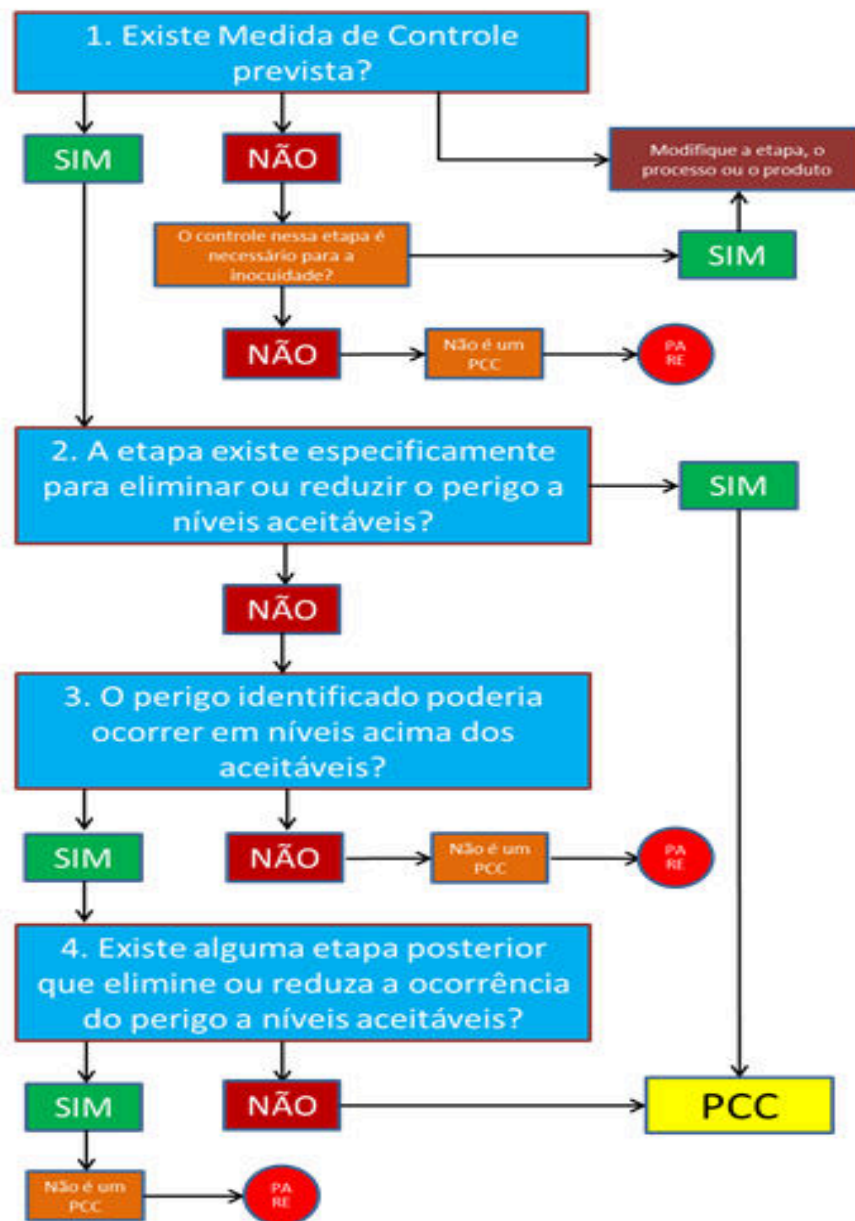 1. Existe Medida de Controle
prevista?
SIM
NÃO
Modifique a etapa, o
processo ou o produto
O controle nessa etapa é
necessário para a
inocuidade?
SIM
NÃO
Não é um
PCC
PA
RE
2. A etapa existe especificamente
para eliminar ou reduzir o perigo a
níveis aceitáveis?
SIM
NÃO
3. O perigo identificado poderia
ocorrer em níveis acima dos
aceitáveis?
SIM
NÃO
Não é um
PCC
PA
RE
4. Existe alguma etapa posterior
que elimine ou reduza a ocorrência
do perigo a níveis aceitáveis?
SIM
NÃO
PCC
Não é um
PCC
PA
RE